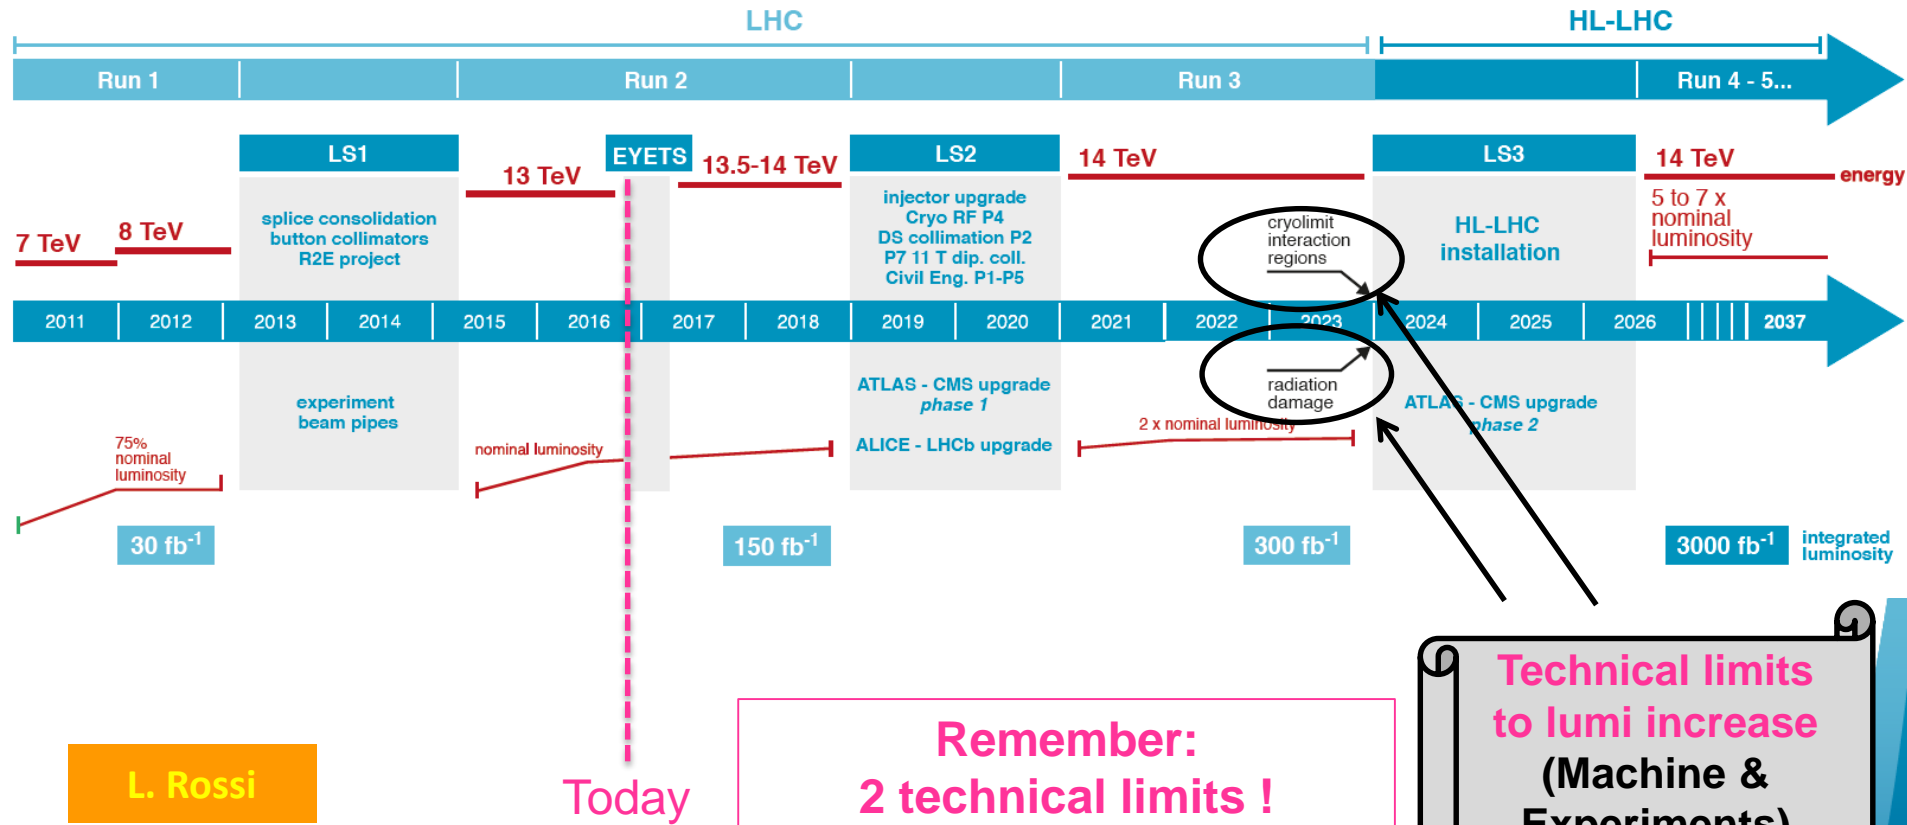 LHC
HL-LHC
Run 1
Run 2
Run 3
Run 4 - 5...
LS1
EYETS
LS2
LS3
7 TeV
8 TeV
13 TeV
13.5-14 TeV
14 TeV
14 TeV
energy
splice consolidation
button collimators
R2E project
injector upgrade
Cryo RF P4
DS collimation P2
P7 11 T dip. coll.
Civil Eng. P1-P5
cryolimit
interaction
regions
HL-LHC
installation
5 to 7 x
nominal
luminosity
2011
2012
2013
2014
2015
2016
2017
2018
2019
2020
2021
2022
2023
2024
2025
2026
2037
experiment
beam pipes
ATLAS - CMS upgrade
phase 1
ALICE - LHCb upgrade
radiation
damage
ATLAS - CMS upgrade
phase 2
75%
nominal
luminosity
nominal luminosity
2 x nominal luminosity
30 fb-1
150 fb-1
300 fb-1
3000 fb-1
integrated
luminosity
L. Rossi
Today
Remember:
2 technical limits !
Technical limits
to lumi increase
(Machine &
Experiments)